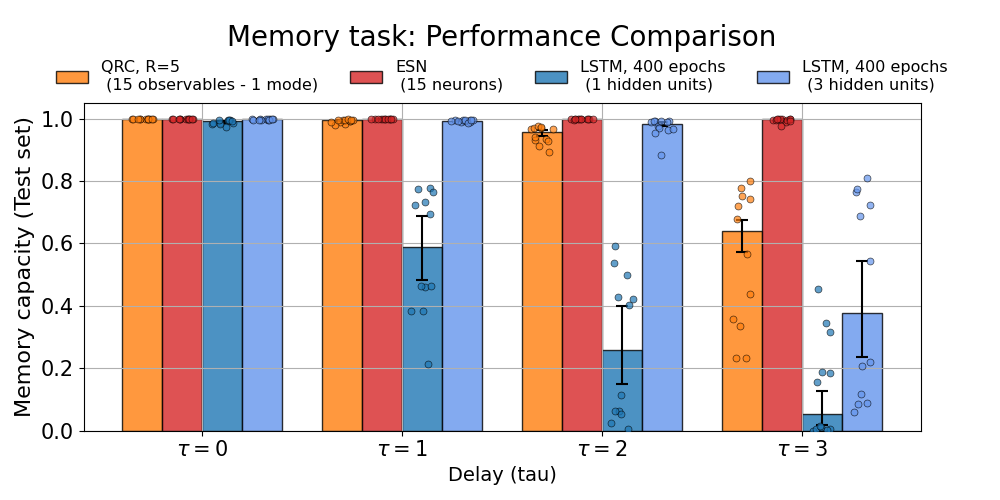 Memory task: Performance Comparison
QRC, R=5
(15 observables - 1 mode)
ESN
(15 neurons)
LSTM, 400 epochs
(1 hidden units)
LSTM, 400 epochs
(3 hidden units)
Memory capacity (Test set)
1.0
0.8
0.6
0.4
0.2
0.0
τ = 0
τ = 1
τ = 2
τ = 3
Delay (tau)